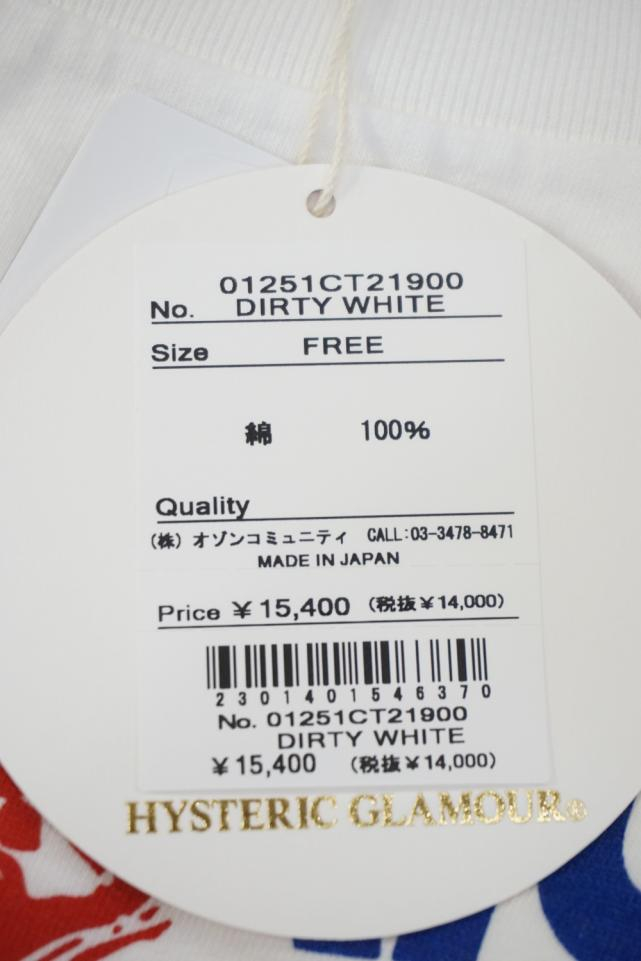 01251CT21900
No. DIRTY WHITE
Size FREE
綿 100%
Quality
(株) オゾンコミュニティ CALL:03-3478-8471
MADE IN JAPAN
Price ¥15,400 (税抜¥14,000)
2301401546370
No. 01251CT21900
DIRTY WHITE
¥15,400 (税抜¥14,000)
HYSTERIC GLAMOUR®